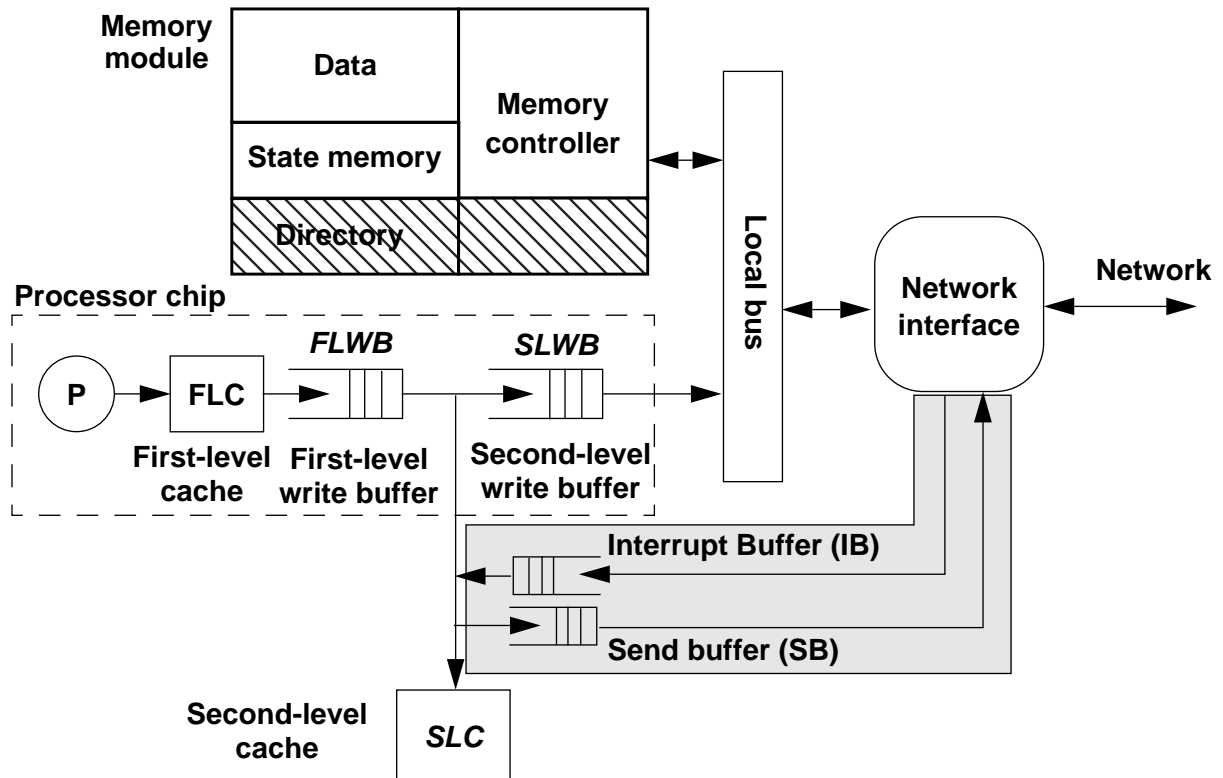 Memory
module
Data
Memory
controller
State memory
Directory
Local bus
Network
interface
Network
Processor chip
FLWB
SLWB
P
FLC
First-level
cache
First-level
write buffer
Second-level
write buffer
Interrupt Buffer (IB)
Send buffer (SB)
Second-level
cache
SLC